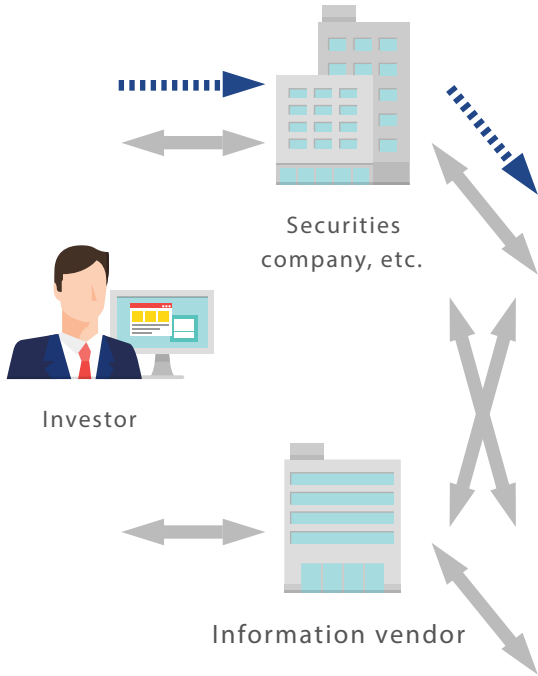 Securities
company, etc.
Investor
Information vendor